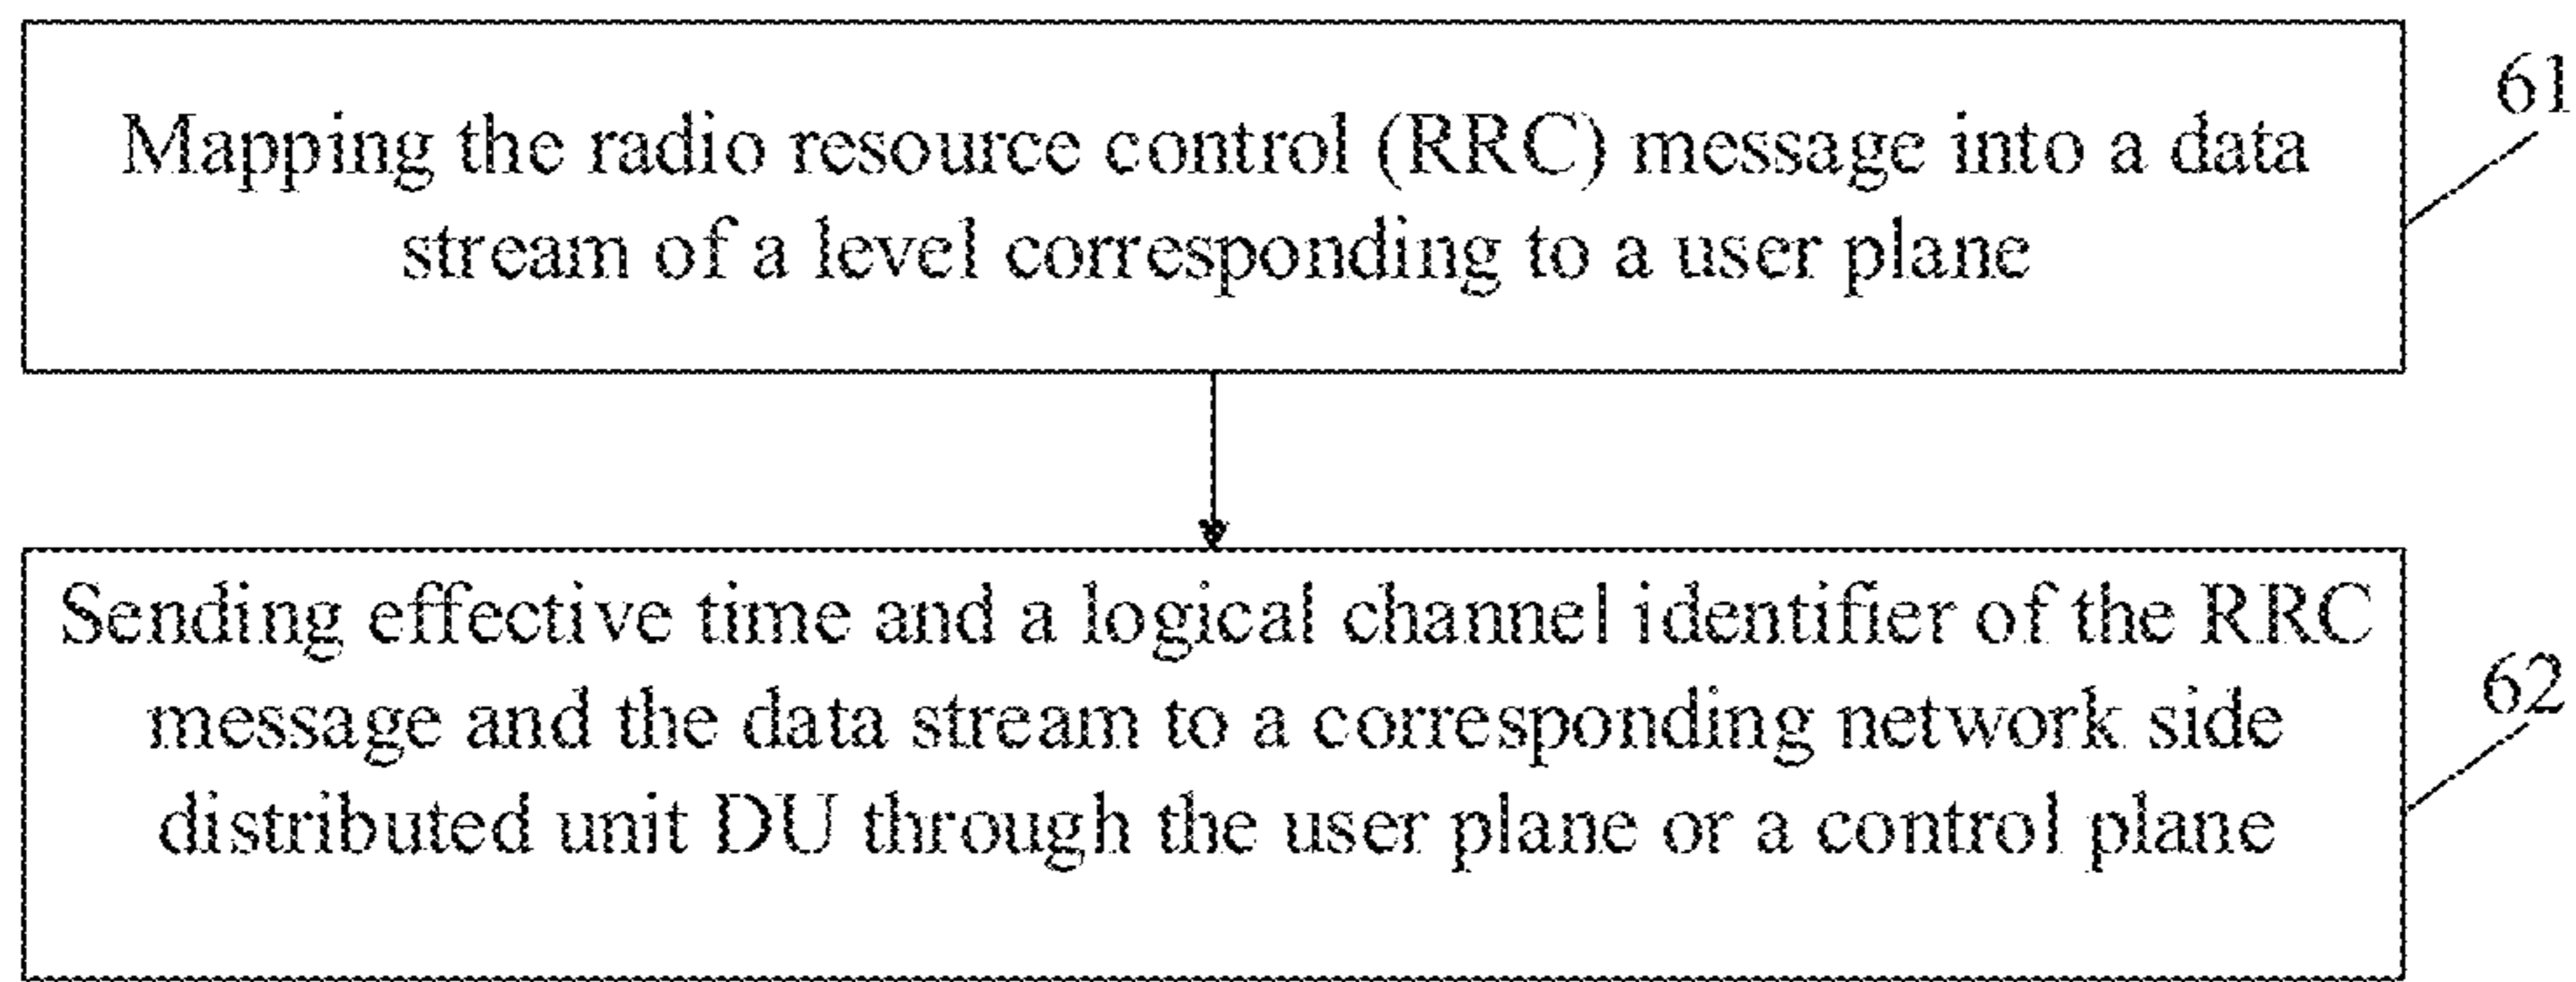 61
Mapping the radio resource control (RRC) message into a data
stream of a level corresponding to a user plane
Sending effective time and a logical channel identifier of the RRC
message and the data stream to a corresponding network side
62
distributed unit DU through the user plane or a control plane